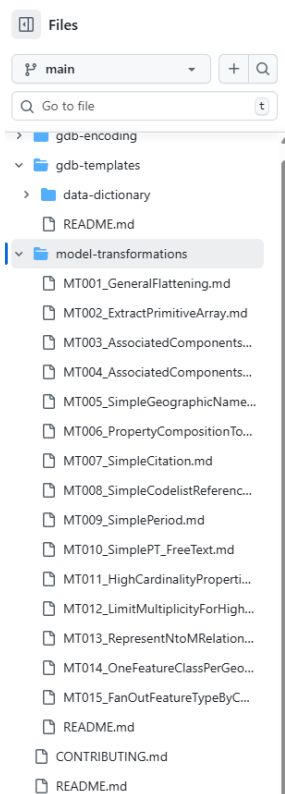 Files
main
Go to file
t
gdb-encoding
gdb-templates
data-dictionary
README.md
model-transformations
MT001_GeneralFlattening.md
MT002_ExtractPrimitiveArray.md
MT003_AssociatedComponents...
MT004_AssociatedComponents...
MT005_SimpleGeographicName...
MT006_PropertyCompositionTo...
MT007_SimpleCitation.md
MT008_SimpleCodelistReferenc...
MT009_SimplePeriod.md
MT010_SimplePT_FreeText.md
MT011_HighCardinalityProperti...
MT012_LimitMultiplicityForHigh...
MT013_RepresentNtoMRelation...
MT014_OneFeatureClassPerGeo...
MT015_FanOutFeatureTypeByC...
README.md
CONTRIBUTING.md
README.md